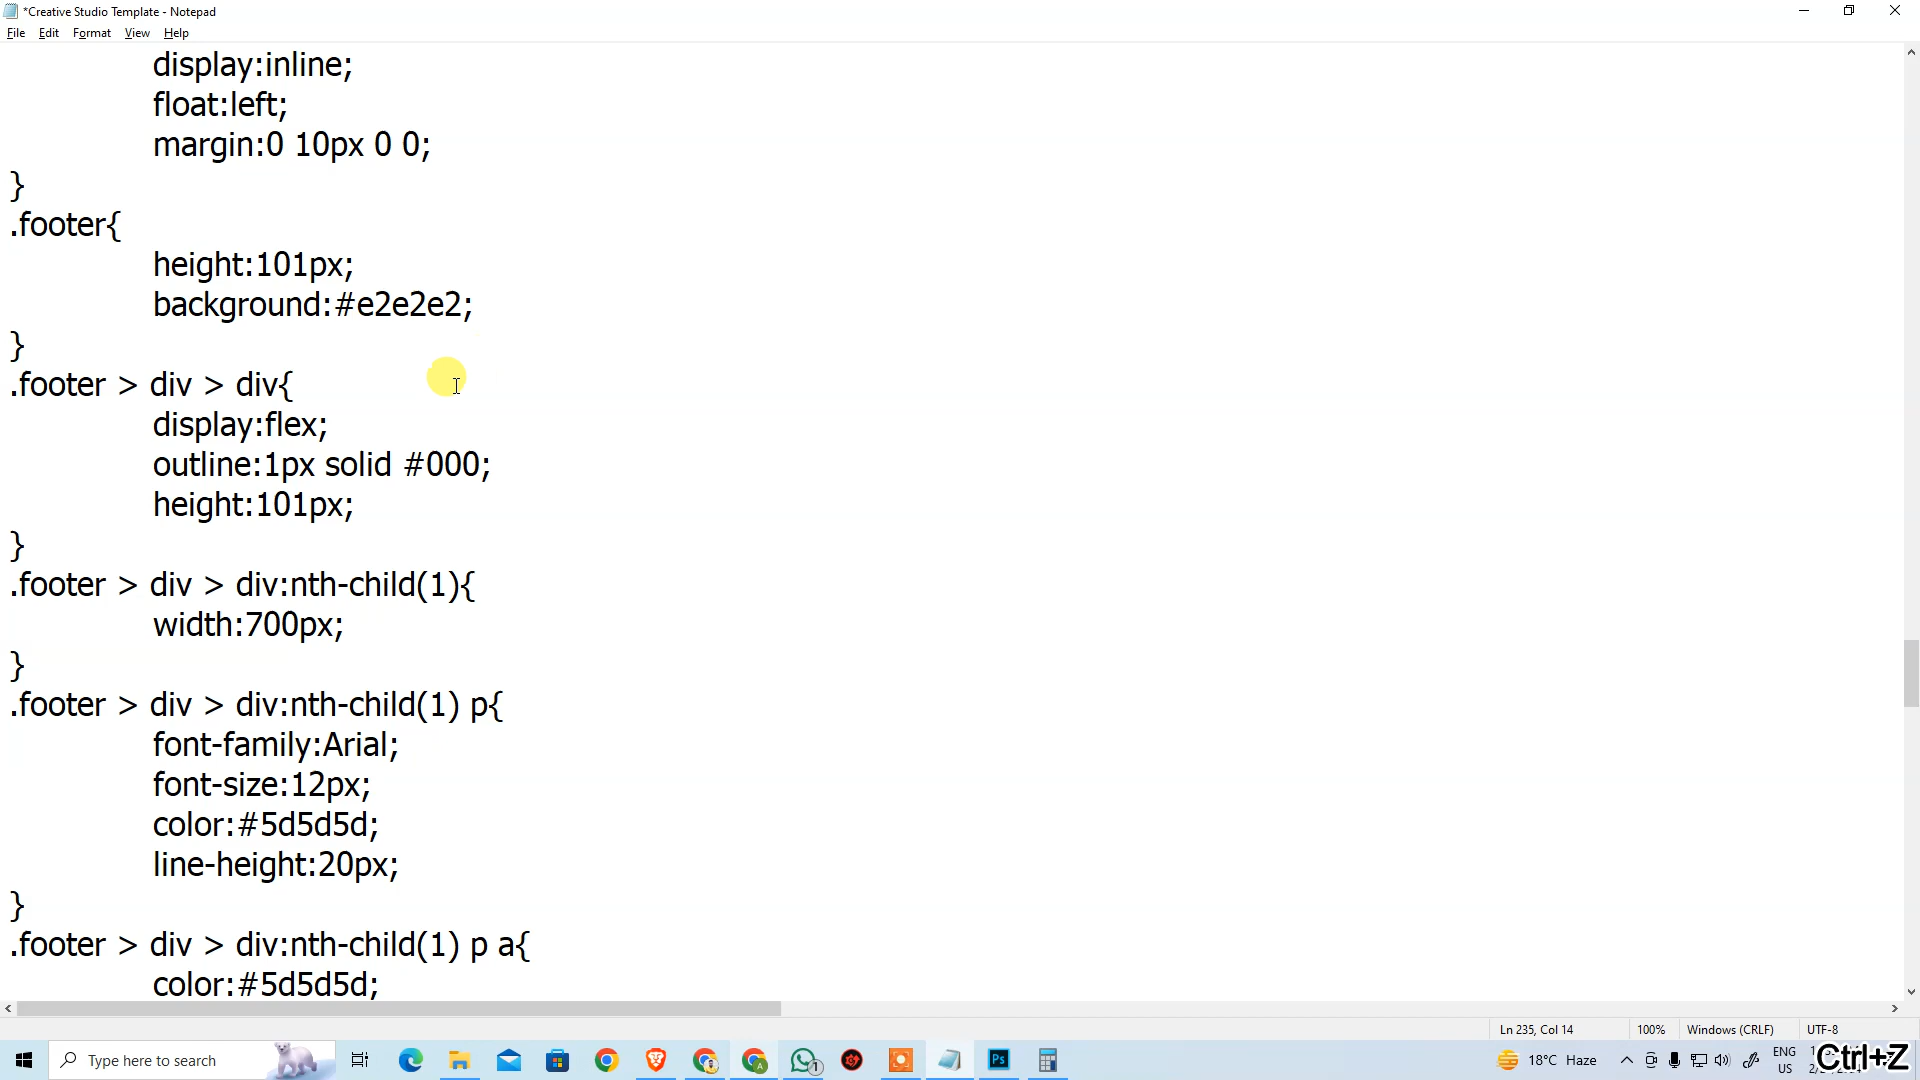 *Creative Studio Template - Notepad
File Edit Format View Help
display:inline;
float:left;
margin:0 10px 0 0;
}
.footer{
height:101px;
background:#e2e2e2;
}
.footer > div > div{
display:flex;
outline:1px solid #000;
height:101px;
}
.footer > div > div:nth-child(1){
width:700px;
}
.footer > div > div:nth-child(1) p{
font-family:Arial;
font-size:12px;
color:#5d5d5d;
line-height:20px;
}
.footer > div > div:nth-child(1) p a{
color:#5d5d5d;
Ln 235, Col 14 100% Windows (CRLF) UTF-8
Type here to search 18°C Haze ENG
US
Ctrl+Z